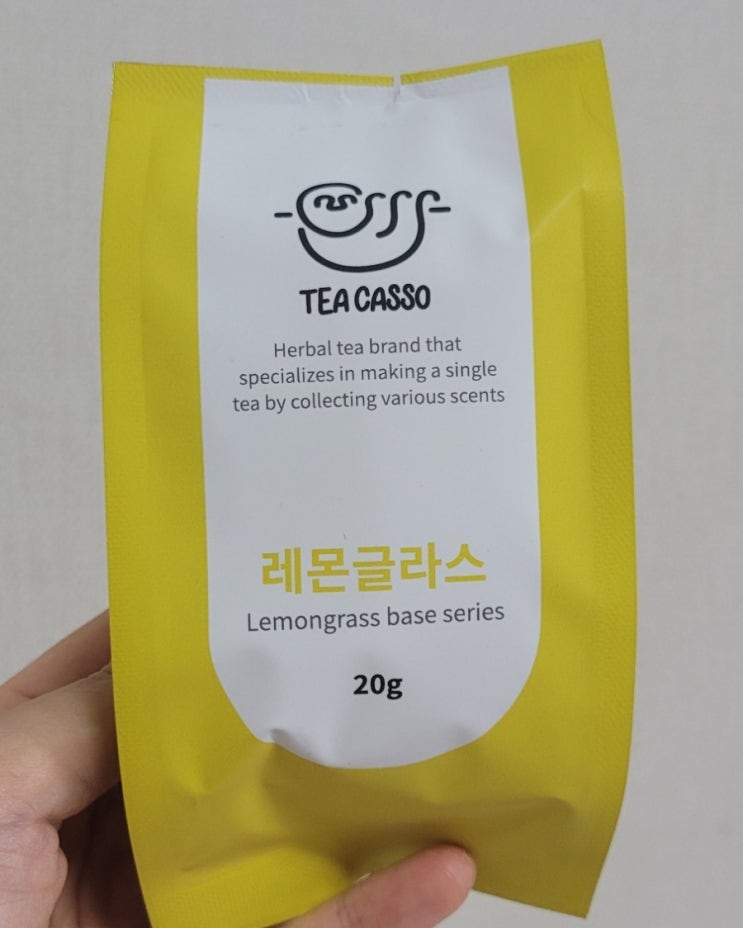 TEA CASSO
Herbal tea brand that
specializes in making a single
tea by collecting various scents
레몬글라스
Lemongrass base series
20g